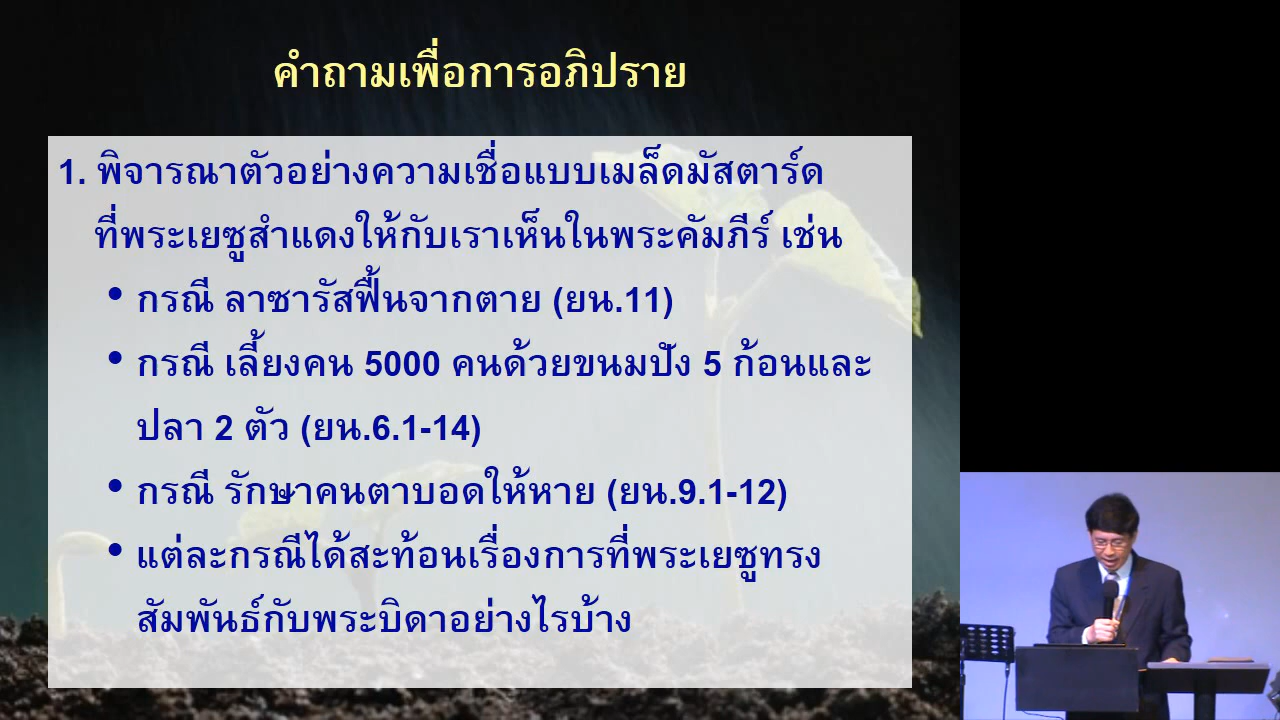 คำถามเพื่อการอภิปราย
1. พิจารณาตัวอย่างความเชื่อแบบเมล็ดมัสตาร์ด
ที่พระเยซูสำแดงให้กับเราเห็นในพระคัมภีร์ เช่น
• กรณี ลาซารัสฟื้นจากตาย (ยน.11)
• กรณี เลี้ยงคน 5000 คนด้วยขนมปัง 5 ก้อนและ
ปลา 2 ตัว (ยน.6.1-14)
• กรณี รักษาคนตาบอดให้หาย (ยน.9.1-12)
• แต่ละกรณีได้สะท้อนเรื่องการที่พระเยซูทรง
สัมพันธ์กับพระบิดาอย่างไรบ้าง